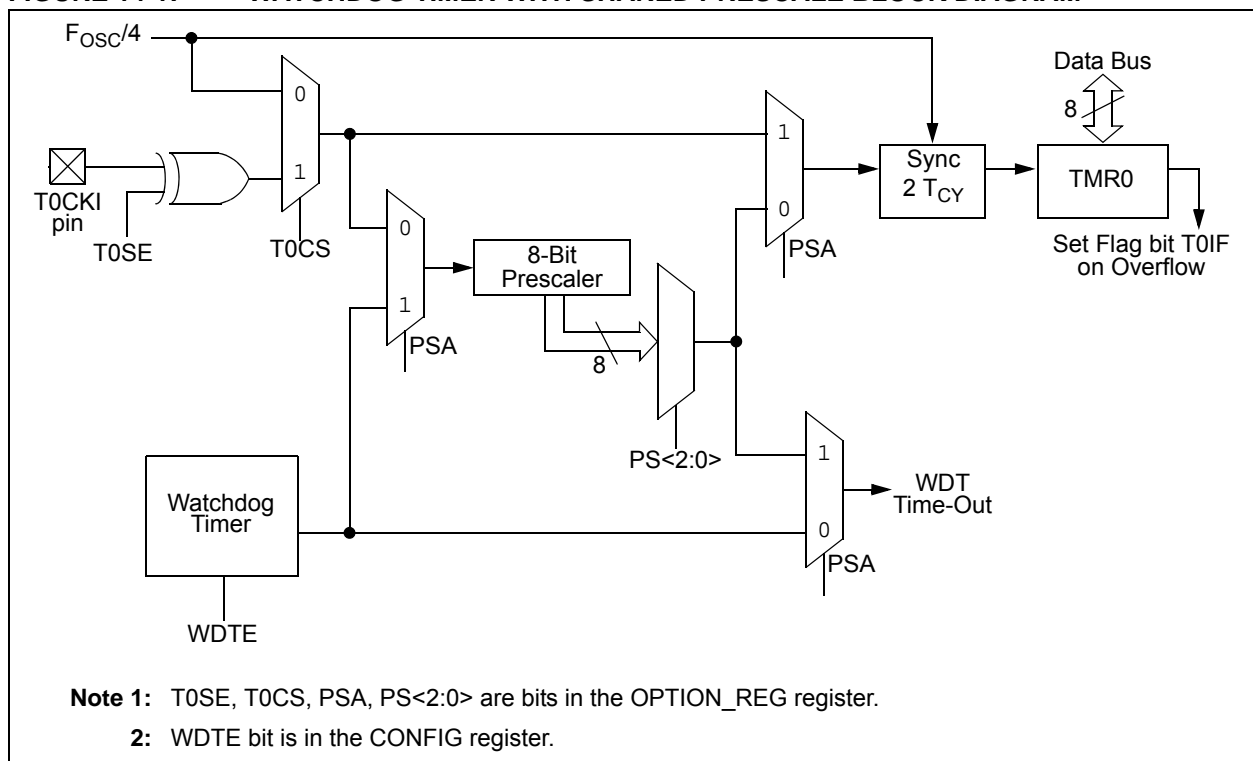 F_OSC/4
Data Bus
8
0
1
T0CKI
pin
T0SE
T0CS
0
1
PSA
8-Bit
Prescaler
8
PS<2:0>
1
0
PSA
Sync
2 T_CY
TMR0
Set Flag bit T0IF
on Overflow
Watchdog
Timer
WDTE
1
0
PSA
WDT
Time-Out
Note 1: T0SE, T0CS, PSA, PS<2:0> are bits in the OPTION_REG register.
2: WDTE bit is in the CONFIG register.